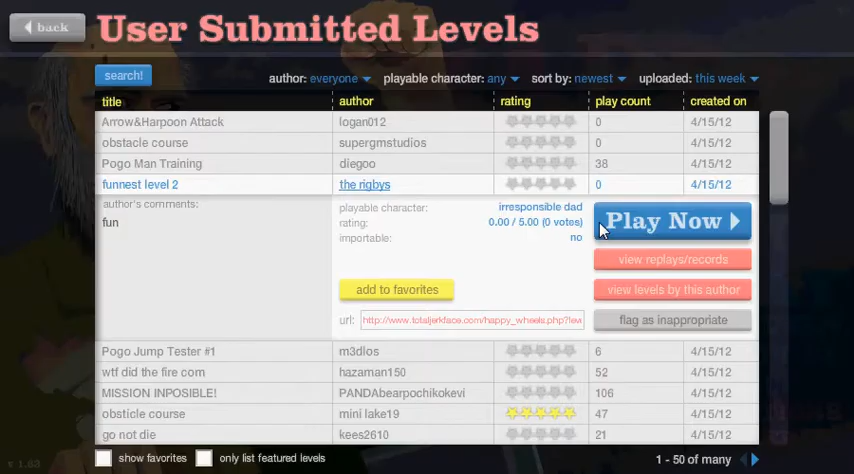 back
User Submitted Levels
search!
author: everyone playable character: any sort by: newest uploaded: this week
title author rating play count created on
Arrow&Harpoon Attack logan012 0 4/15/12
obstacle course supergmstudios 0 4/15/12
Pogo Man Training diegoo 38 4/15/12
funnest level 2 the rigbys 0 4/15/12
author's comments:
fun
playable character: irresponsible dad
rating: 0.00 / 5.00 (0 votes)
importable: no
Play Now
view replays/records
add to favorites
view levels by this author
url: http://www.totaljerkface.com/happy_wheels.php?leve
flag as inappropriate
Pogo Jump Tester #1 m3dlos 6 4/15/12
wtf did the fire com hazaman150 52 4/15/12
MISSION INPOSIBLE! PANDAbearpochikokevi 106 4/15/12
obsticle course mini lake19 47 4/15/12
go not die kees2610 21 4/15/12
show favorites only list featured levels 1 - 50 of many